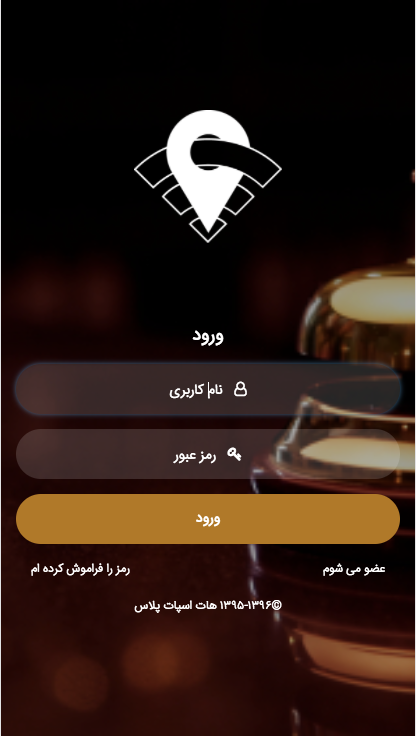 ورود
نام کاربری
رمز عبور
ورود
عضو می شوم
رمز را فراموش کرده ام
©۱۳۹۵-۱۳۹۶ هات اسپات پلاس